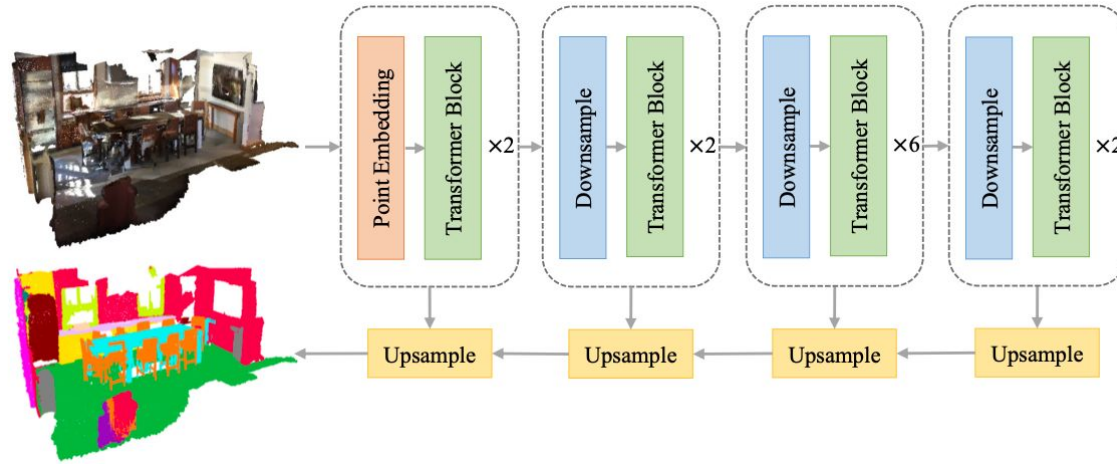 Point Embedding
Transformer Block
×2
Downsample
Transformer Block
×2
Downsample
Transformer Block
×6
Downsample
Transformer Block
×2
Upsample
Upsample
Upsample
Upsample